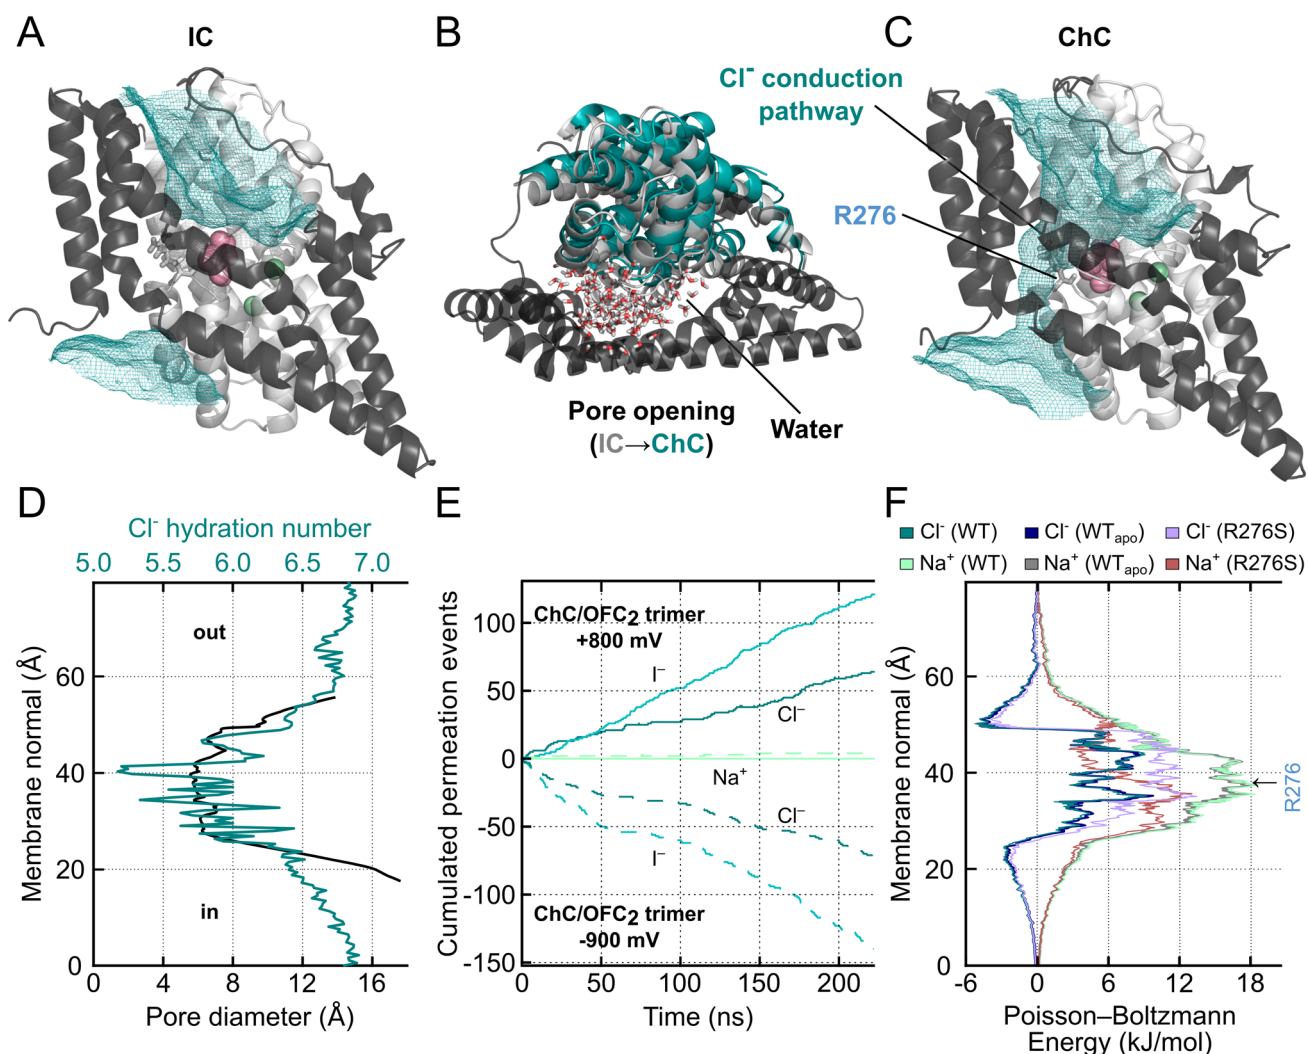 A
IC
B
Cl⁻ conduction
pathway
R276
C
ChC
Pore opening
(IC→ChC)
Water
D
Cl⁻ hydration number
5.0 5.5 6.0 6.5 7.0
Membrane normal (Å)
60
40
20
0
out
in
0 4 8 12 16
Pore diameter (Å)
E
Cumulated permeation events
100
50
0
-50
-100
-150
ChC/OFC₂ trimer
+800 mV
I⁻
Cl⁻
Na⁺
Cl⁻
I⁻
ChC/OFC₂ trimer
-900 mV
0 50 100 150 200
Time (ns)
F
Cl⁻ (WT) Cl⁻ (WTapo) Cl⁻ (R276S)
Na⁺ (WT) Na⁺ (WTapo) Na⁺ (R276S)
Membrane normal (Å)
60
40
20
0
R276
-6 0 6 12 18
Poisson–Boltzmann
Energy (kJ/mol)